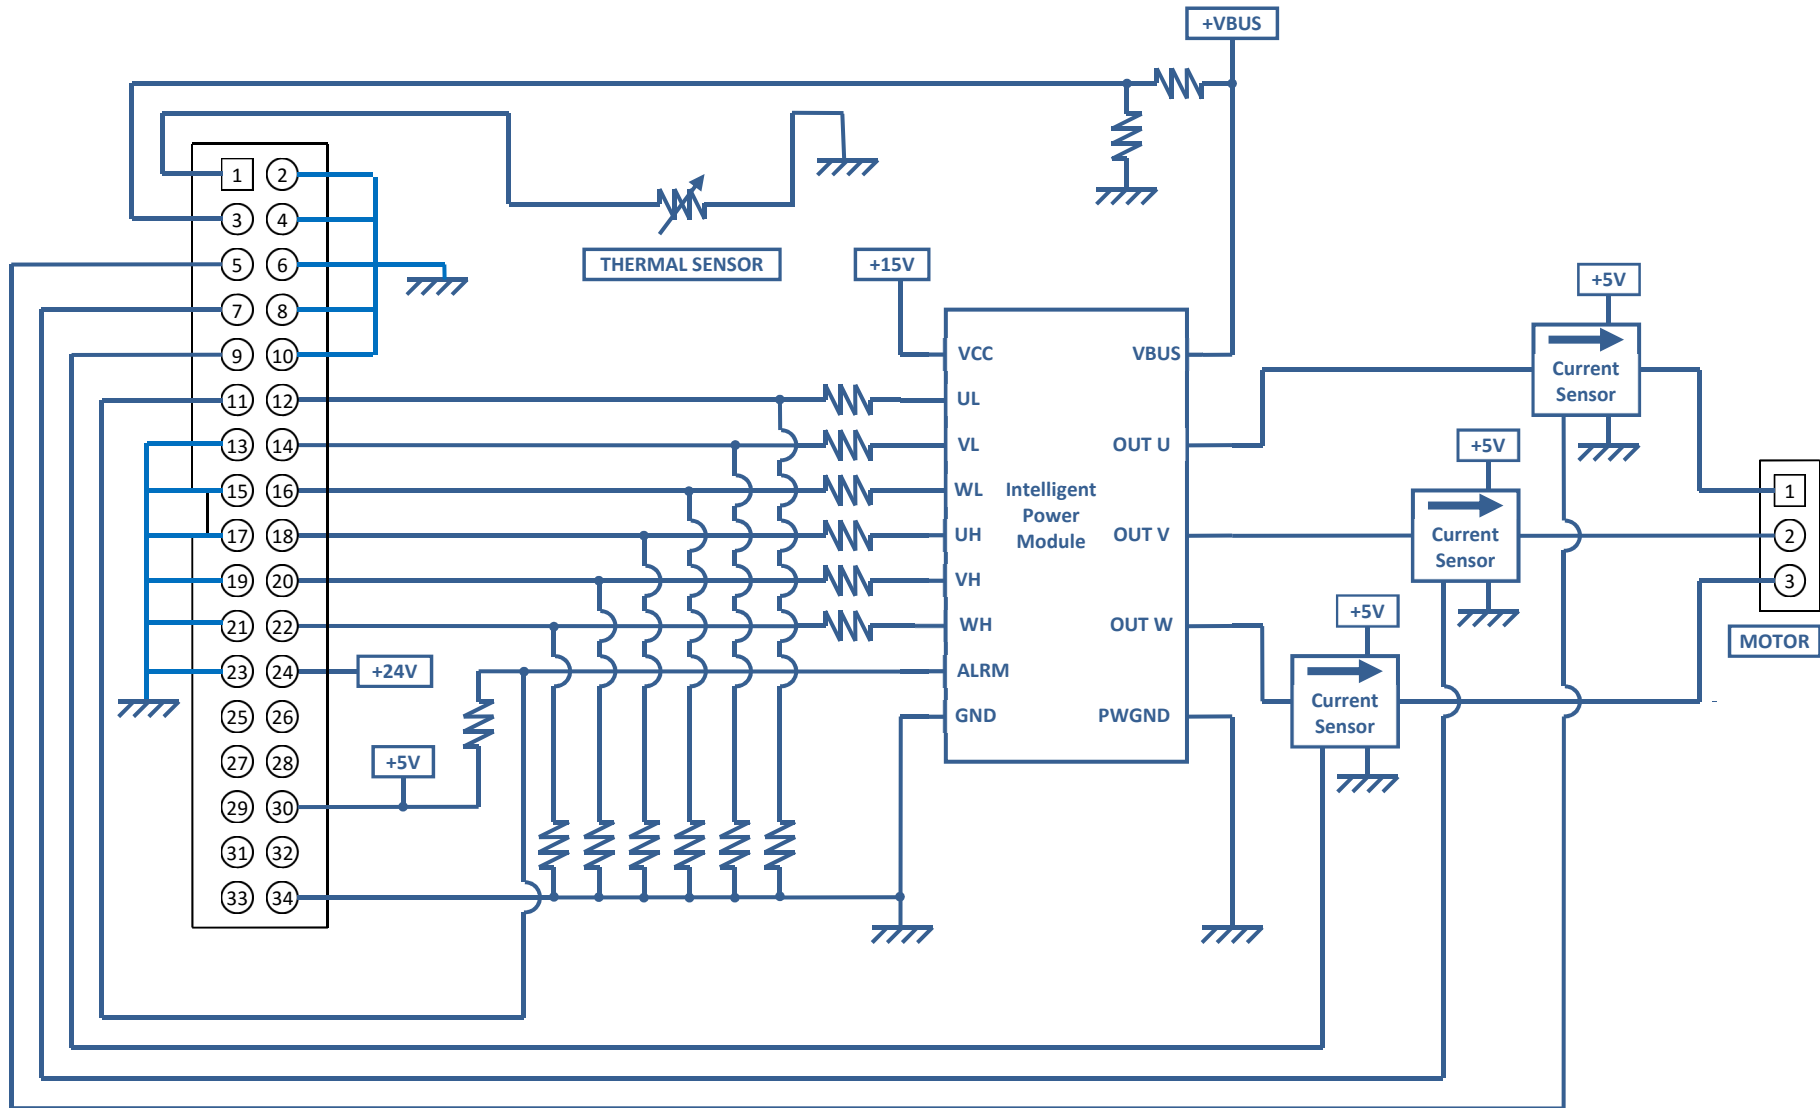 +VBUS
1 2
3 4
5 6
7 8
9 10
11 12
13 14
15 16
17 18
19 20
21 22
23 24
25 26
27 28
29 30
31 32
33 34
THERMAL SENSOR
+15V
+24V
+5V
VCC
UL
VL
WL
UH
VH
WH
ALRM
GND
Intelligent
Power
Module
VBUS
OUT U
OUT V
OUT W
PWGND
+5V
Current
Sensor
+5V
Current
Sensor
+5V
Current
Sensor
1
2
3
MOTOR